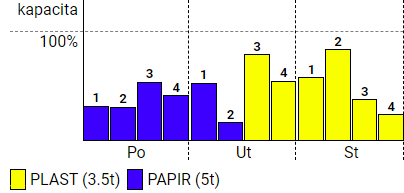 kapacita
100%
1 2 3 4 1 2 3 4 1 2 3 4
Po Ut St
PLAST (3.5t) PAPIR (5t)